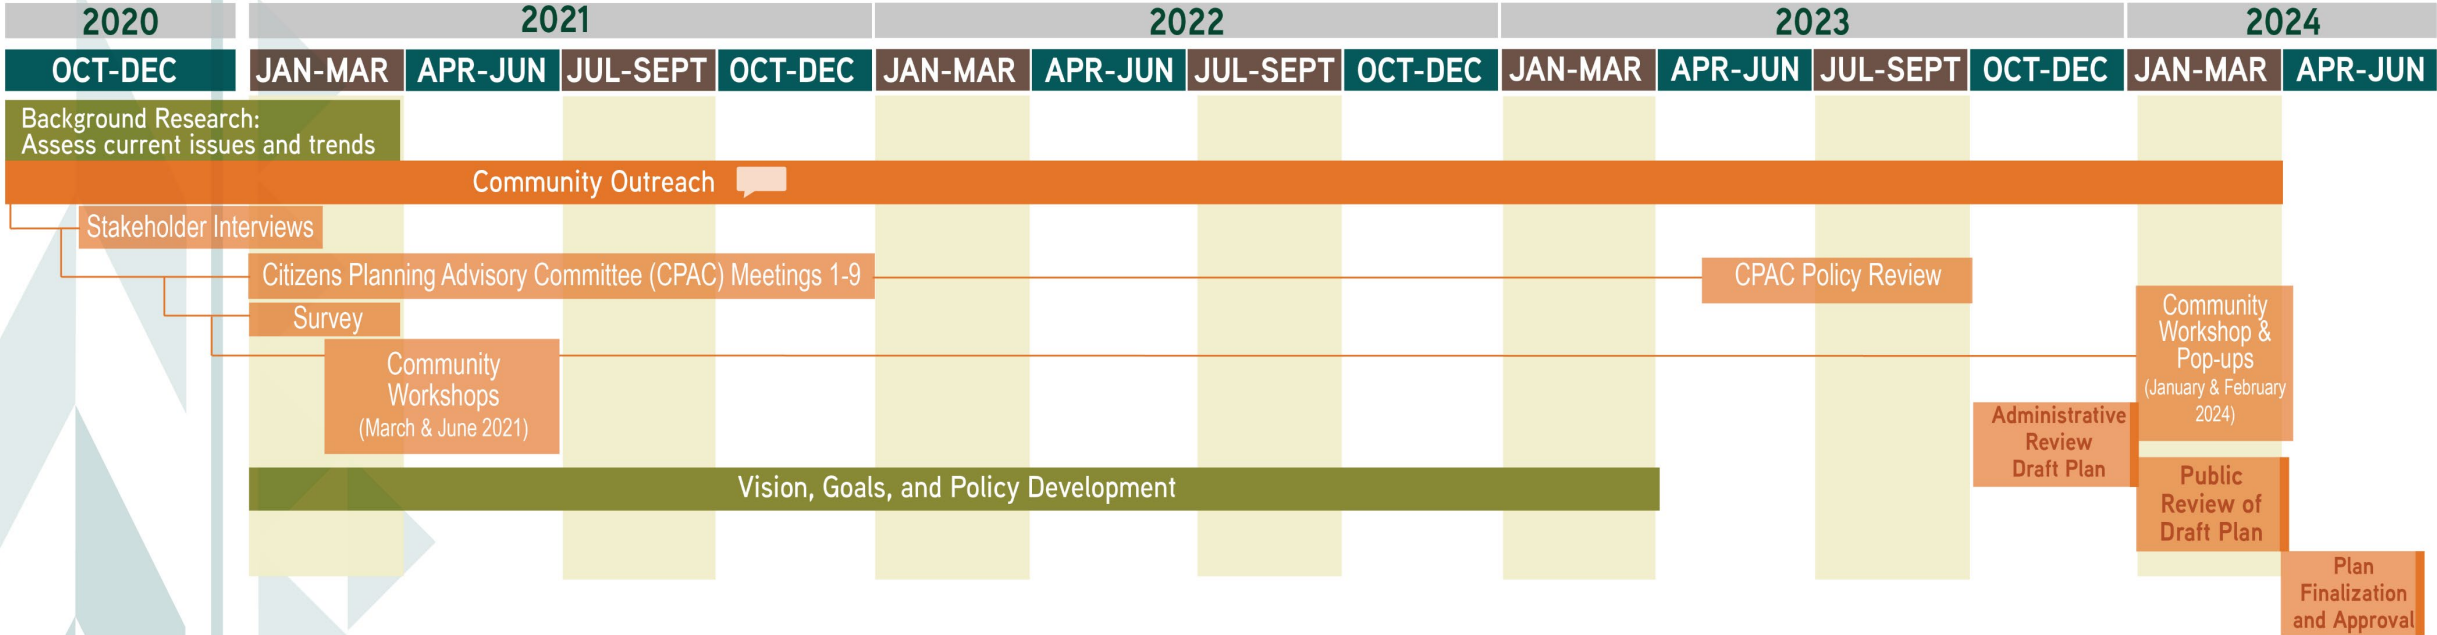 2020 2021 2022 2023 2024
OCT-DEC JAN-MAR APR-JUN JUL-SEPT OCT-DEC JAN-MAR APR-JUN JUL-SEPT OCT-DEC JAN-MAR APR-JUN JUL-SEPT OCT-DEC JAN-MAR APR-JUN
Background Research:
Assess current issues and trends
Community Outreach
Stakeholder Interviews
Citizens Planning Advisory Committee (CPAC) Meetings 1-9
CPAC Policy Review
Survey
Community
Workshops
(March & June 2021)
Community
Workshop &
Pop-ups
(January & February
2024)
Administrative
Review
Draft Plan
Vision, Goals, and Policy Development
Public
Review of
Draft Plan
Plan
Finalization
and Approval